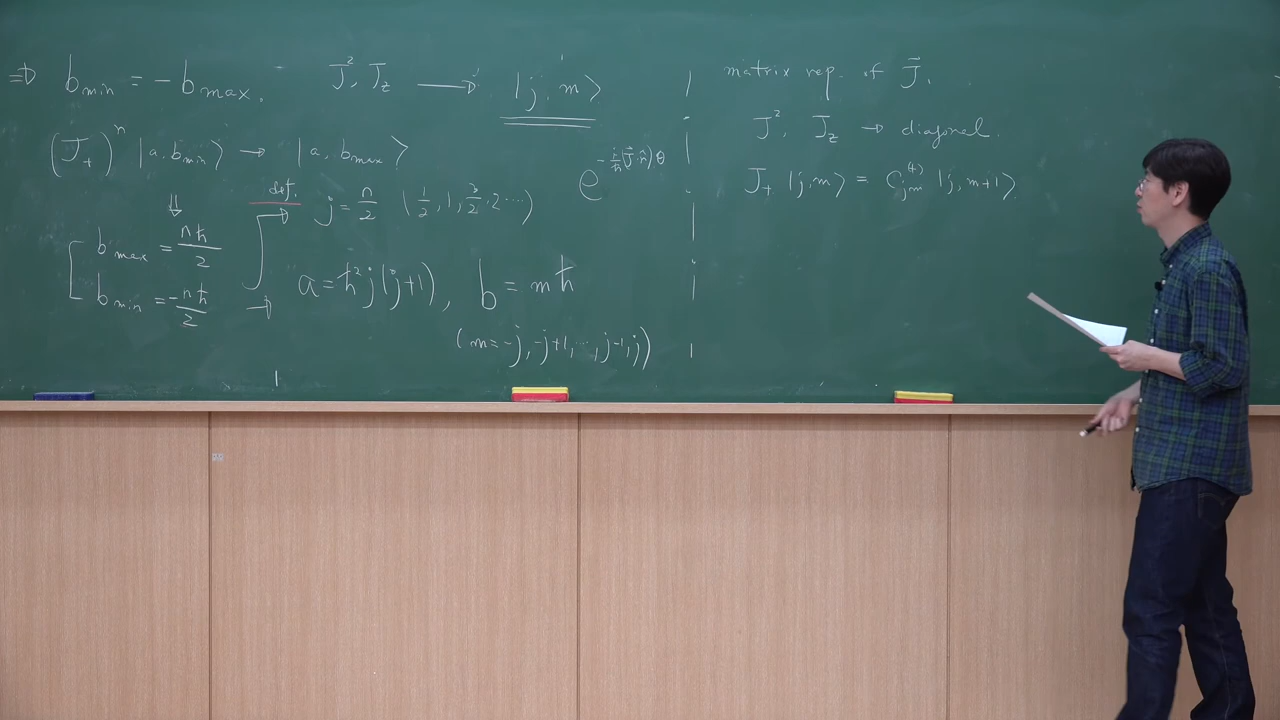 ⇒ b_min = -b_max. J², J_z → |j, m⟩
(J₊)ⁿ |a, b_min⟩ → |a, b_max⟩
⇓
b_max = nħ/2
b_min = -nħ/2
def.
j = n/2 (1/2, 1, 3/2, 2 ...)
→ a = ħ² j(j+1), b = mħ
(m = -j, -j+1, ..., j-1, j)
e^{-i/ħ (J⃗·n̂)θ}
matrix rep. of J⃗.
J², J_z → diagonal.
J₊ |j, m⟩ = C_{jm}^{(+)} |j, m+1⟩.